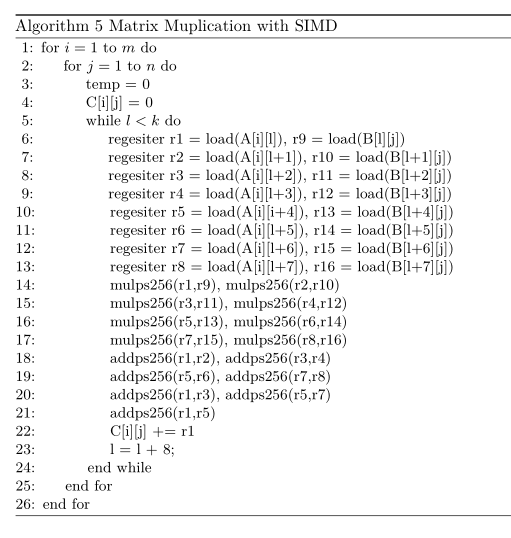 Algorithm 5 Matrix Muplication with SIMD
1: for i = 1 to m do
2: for j = 1 to n do
3: temp = 0
4: C[i][j] = 0
5: while l < k do
6: regesiter r1 = load(A[i][l]), r9 = load(B[l][j])
7: regesiter r2 = load(A[i][l+1]), r10 = load(B[l+1][j])
8: regesiter r3 = load(A[i][l+2]), r11 = load(B[l+2][j])
9: regesiter r4 = load(A[i][l+3]), r12 = load(B[l+3][j])
10: regesiter r5 = load(A[i][i+4]), r13 = load(B[l+4][j])
11: regesiter r6 = load(A[i][l+5]), r14 = load(B[l+5][j])
12: regesiter r7 = load(A[i][l+6]), r15 = load(B[l+6][j])
13: regesiter r8 = load(A[i][l+7]), r16 = load(B[l+7][j])
14: mulps256(r1,r9), mulps256(r2,r10)
15: mulps256(r3,r11), mulps256(r4,r12)
16: mulps256(r5,r13), mulps256(r6,r14)
17: mulps256(r7,r15), mulps256(r8,r16)
18: addps256(r1,r2), addps256(r3,r4)
19: addps256(r5,r6), addps256(r7,r8)
20: addps256(r1,r3), addps256(r5,r7)
21: addps256(r1,r5)
22: C[i][j] += r1
23: l = l + 8;
24: end while
25: end for
26: end for